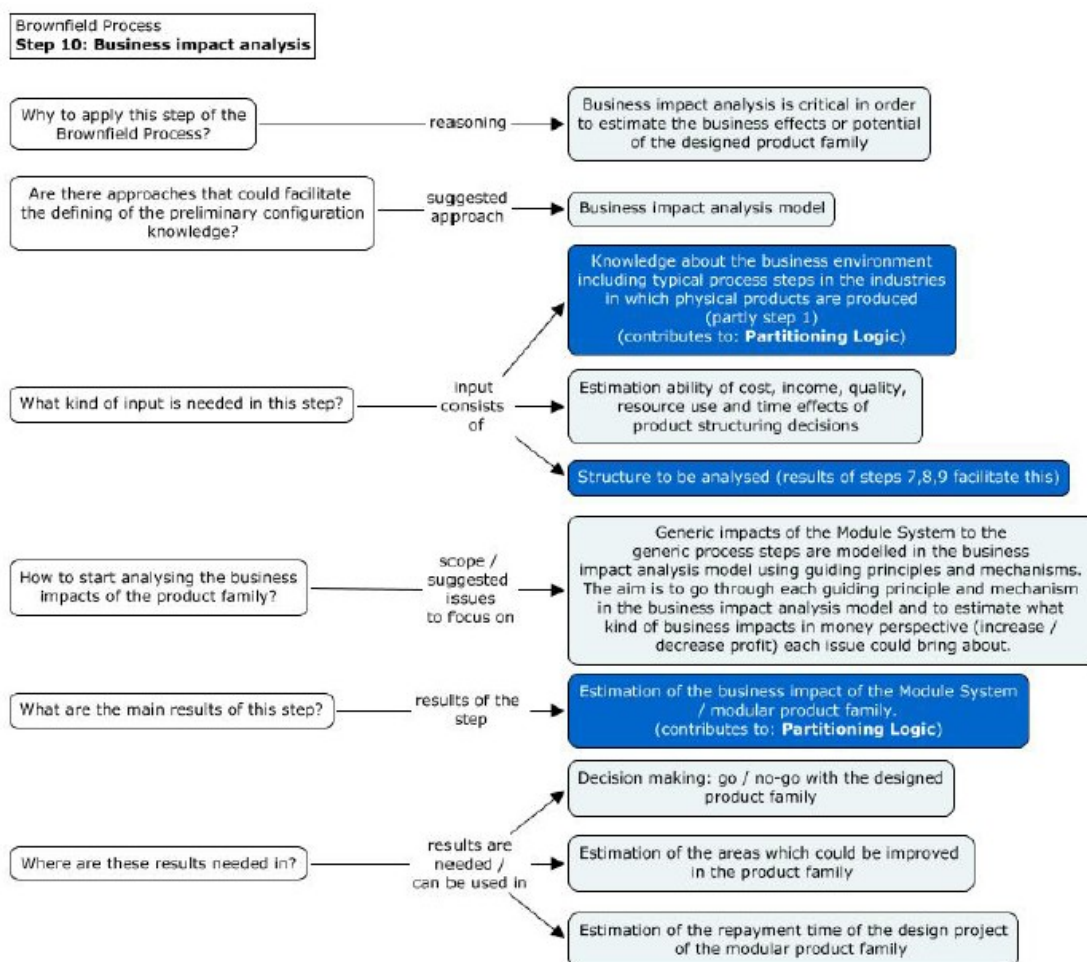 Brownfield Process
Step 10: Business impact analysis
Why to apply this step of the
Brownfield Process?
reasoning
Business impact analysis is critical in order
to estimate the business effects or potential
of the designed product family
Are there approaches that could facilitate
the defining of the preliminary configuration
knowledge?
suggested
approach
Business impact analysis model
What kind of input is needed in this step?
input
consists
of
Knowledge about the business environment
including typical process steps in the industries
in which physical products are produced
(partly step 1)
(contributes to: Partitioning Logic)
Estimation ability of cost, income, quality,
resource use and time effects of
product structuring decisions
Structure to be analysed (results of steps 7,8,9 facilitate this)
How to start analysing the business
impacts of the product family?
scope /
suggested
issues
to focus on
Generic impacts of the Module System to the
generic process steps are modelled in the business
impact analysis model using guiding principles and mechanisms.
The aim is to go through each guiding principle and mechanism
in the business impact analysis model and to estimate what
kind of business impacts in money perspective (increase /
decrease profit) each issue could bring about.
What are the main results of this step?
results of the
step
Estimation of the business impact of the Module System
/ modular product family.
(contributes to: Partitioning Logic)
Where are these results needed in?
results are
needed /
can be used in
Decision making: go / no-go with the designed
product family
Estimation of the areas which could be improved
in the product family
Estimation of the repayment time of the design project
of the modular product family